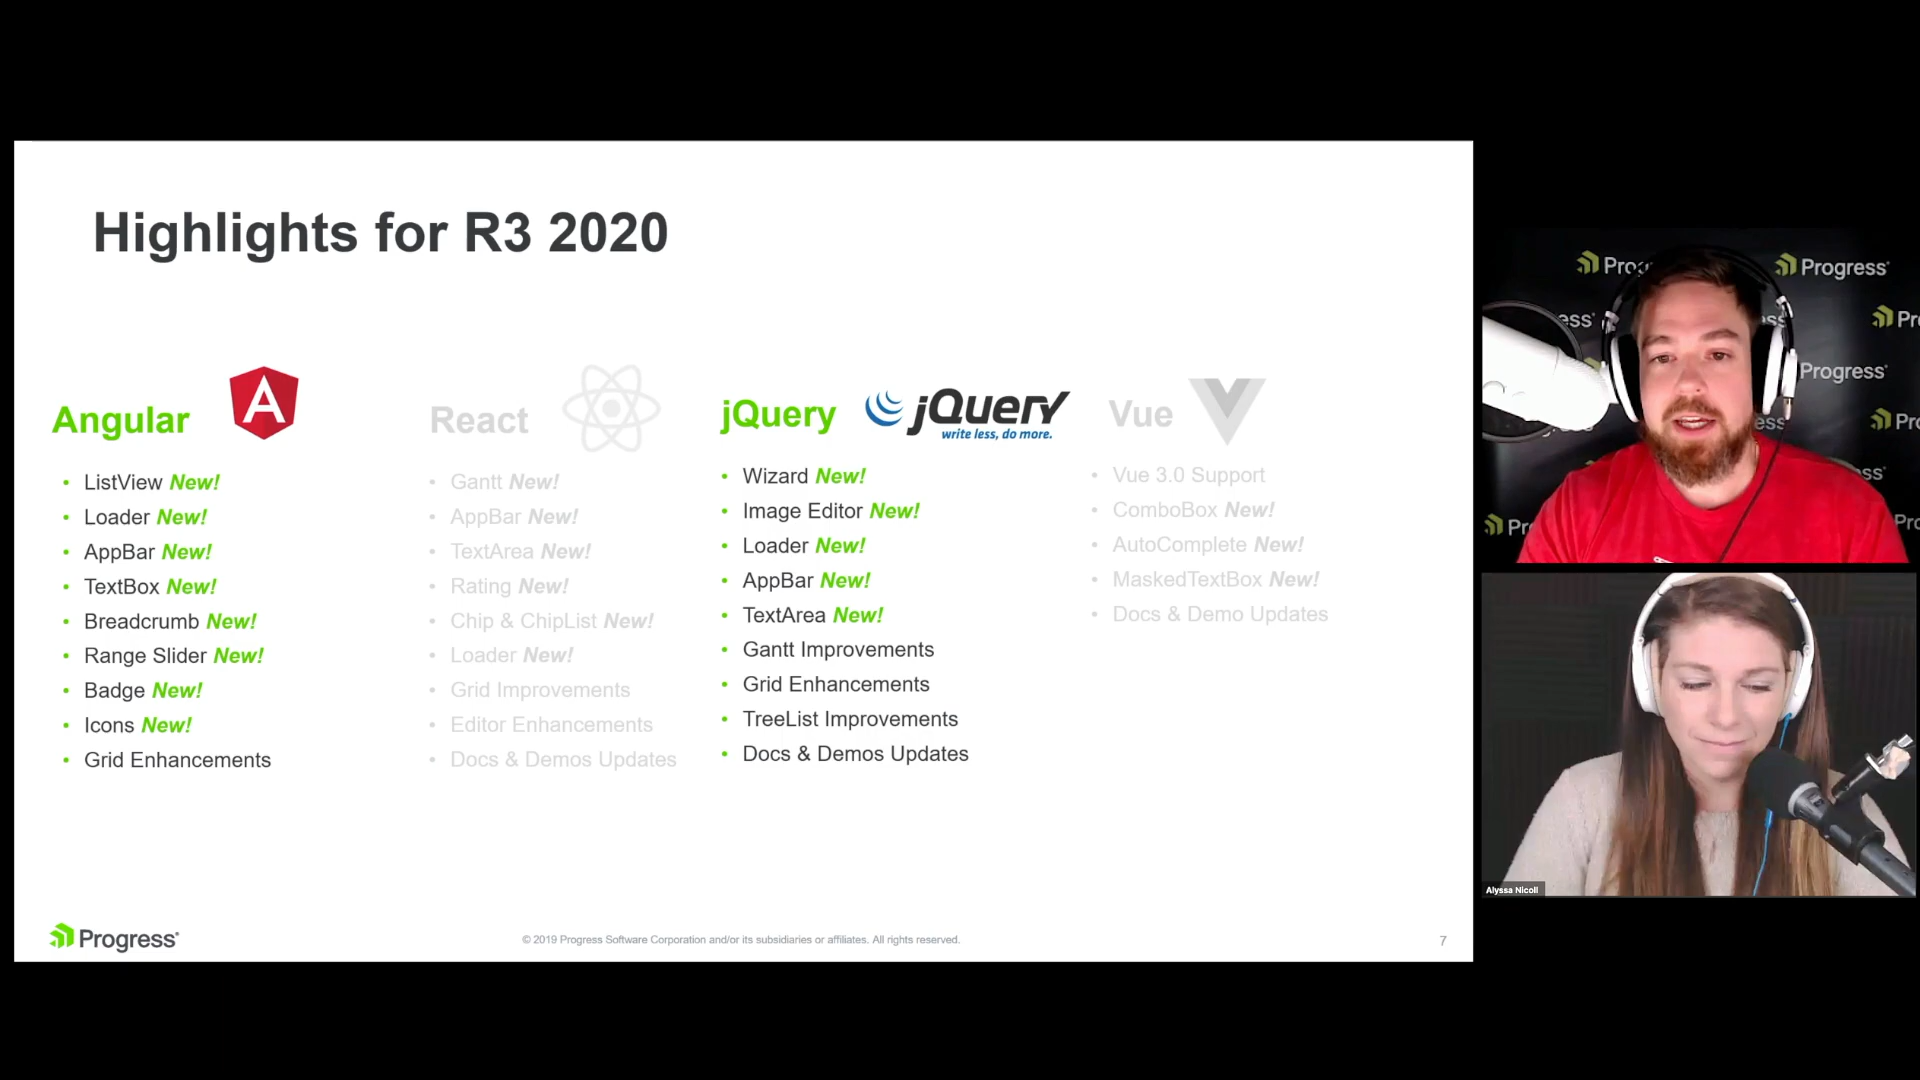 Highlights for R3 2020
Angular
ListView New!
Loader New!
AppBar New!
TextBox New!
Breadcrumb New!
Range Slider New!
Badge New!
Icons New!
Grid Enhancements
React
Gantt New!
AppBar New!
TextArea New!
Rating New!
Chip & ChipList New!
Loader New!
Grid Improvements
Editor Enhancements
Docs & Demos Updates
jQuery
jQuery
write less, do more.
Wizard New!
Image Editor New!
Loader New!
AppBar New!
TextArea New!
Gantt Improvements
Grid Enhancements
TreeList Improvements
Docs & Demos Updates
Vue
Vue 3.0 Support
ComboBox New!
AutoComplete New!
MaskedTextBox New!
Docs & Demo Updates
Progress
© 2019 Progress Software Corporation and/or its subsidiaries or affiliates. All rights reserved.
7
Progress
Progress
Alyssa Nicoll